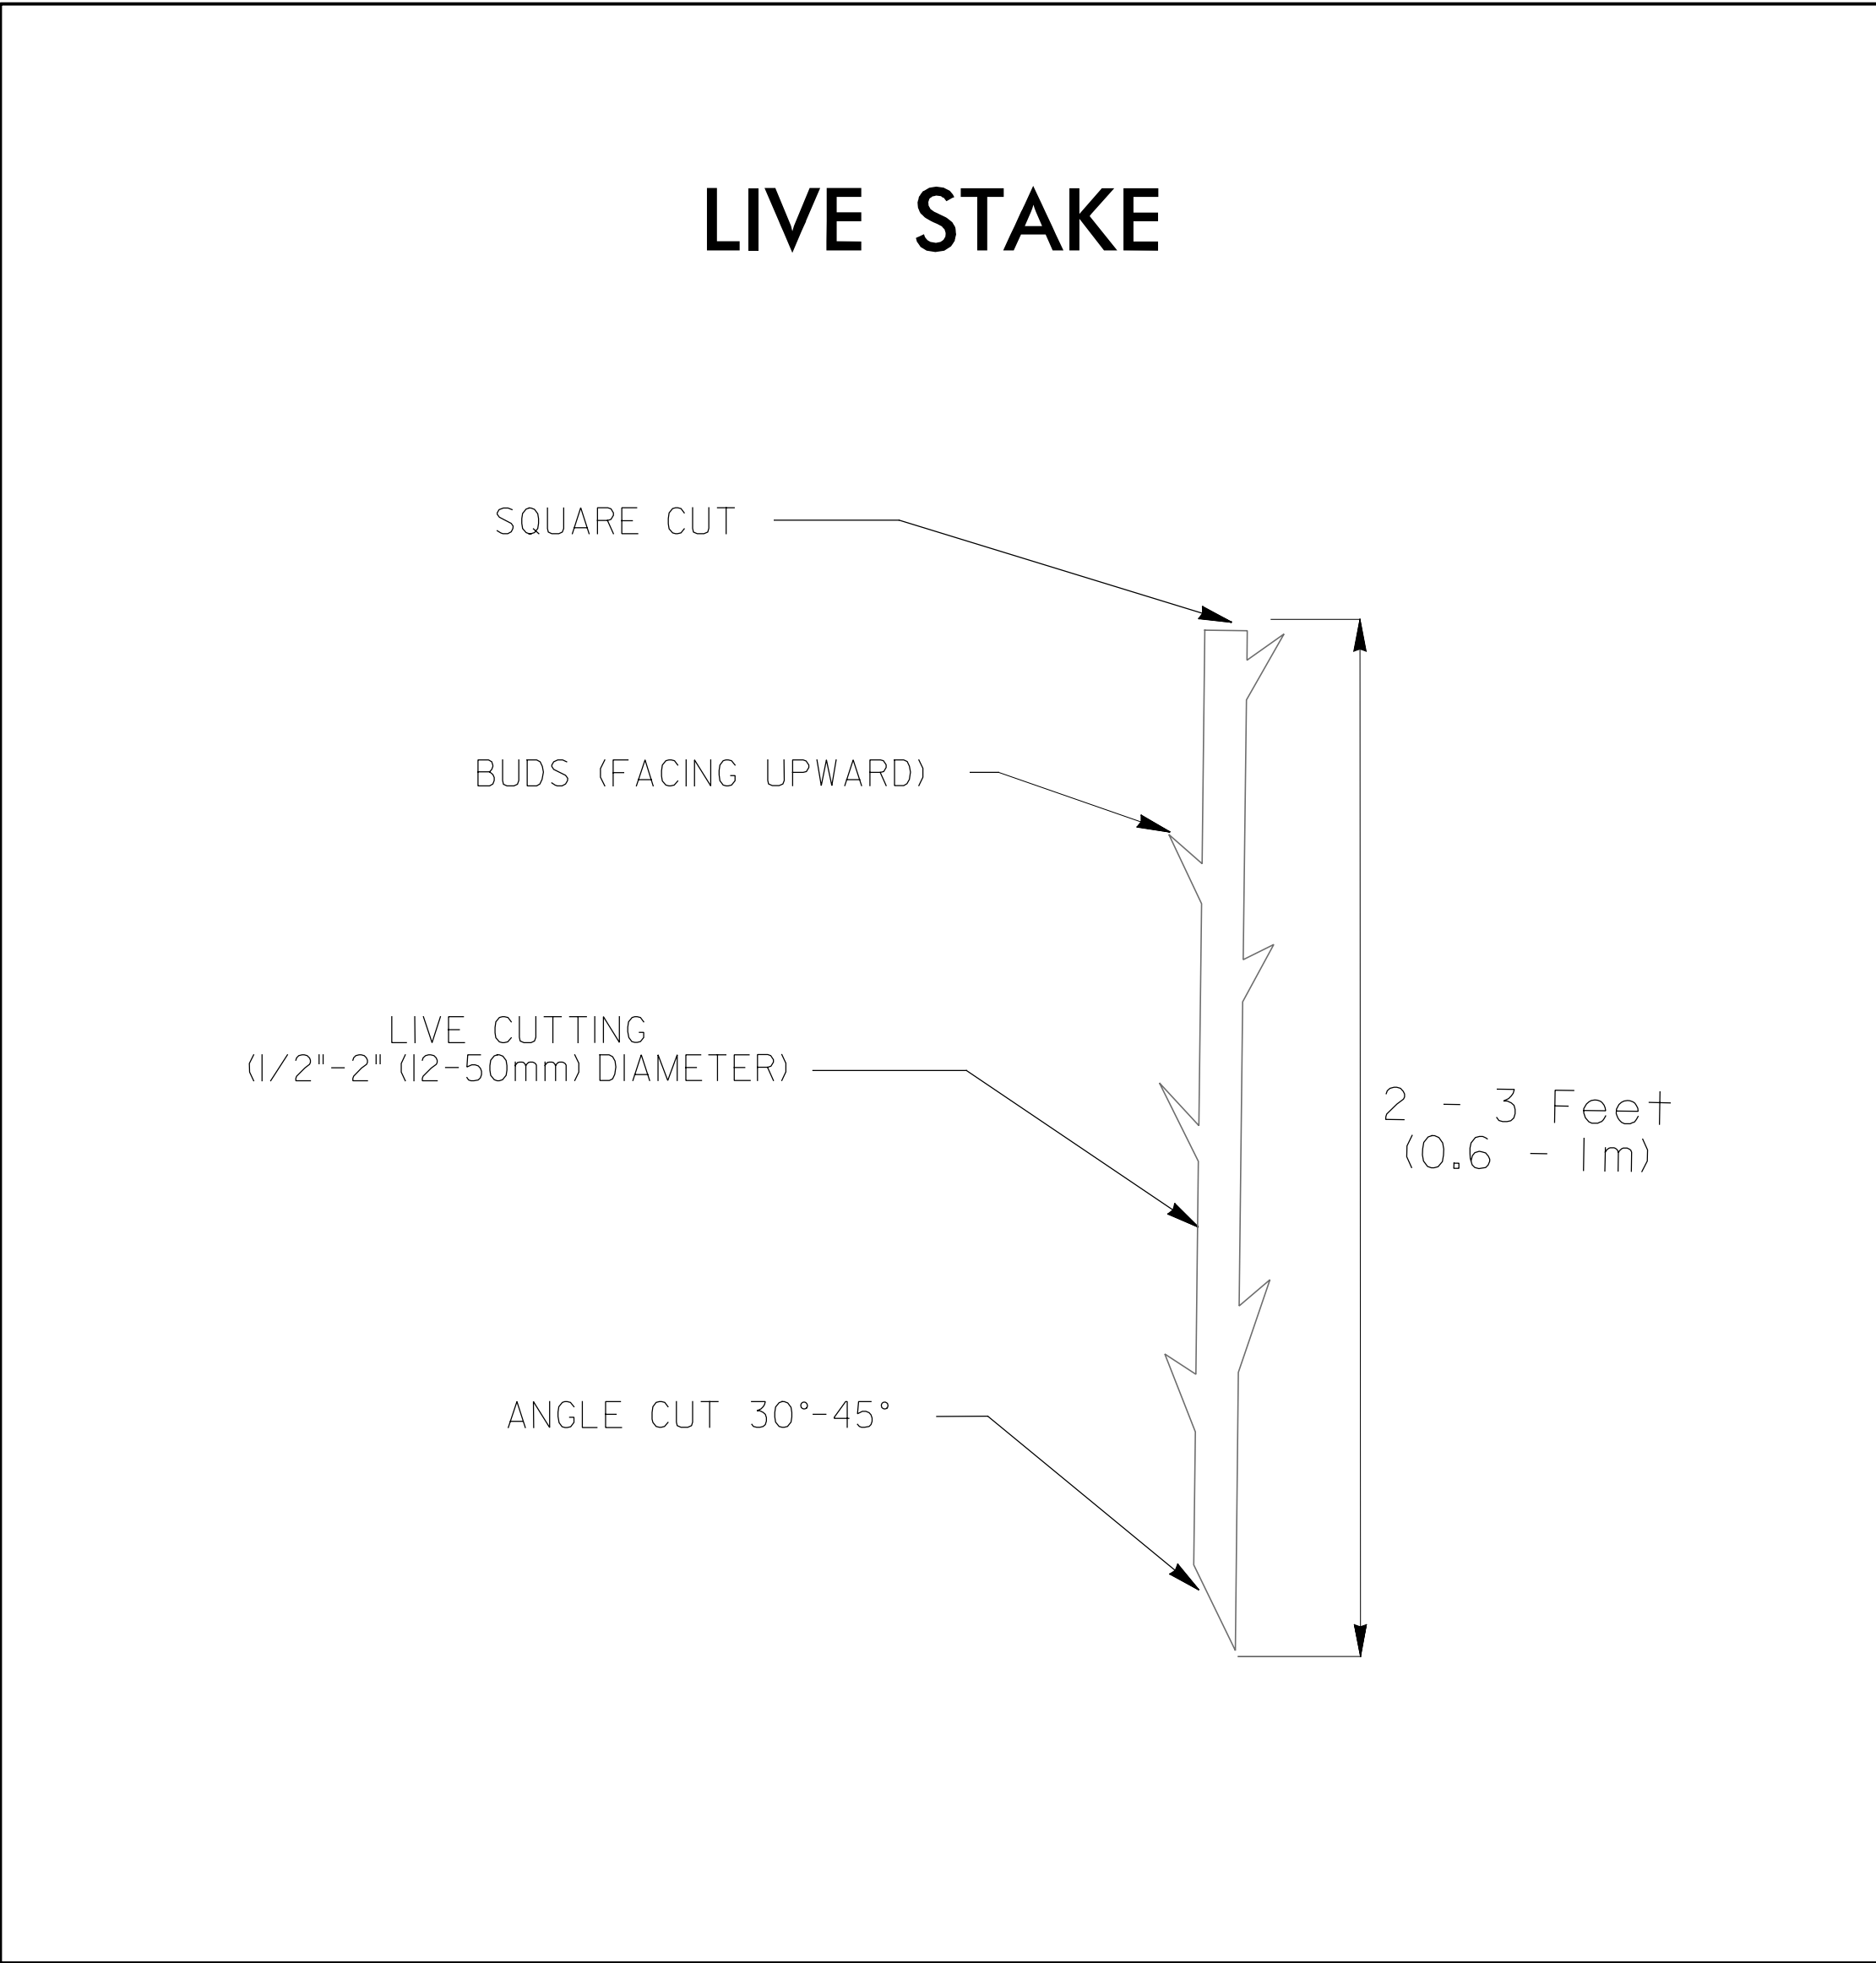 LIVE STAKE
SQUARE CUT
BUDS (FACING UPWARD)
LIVE CUTTING
(1/2"-2"(12-50mm) DIAMETER)
2 - 3 Feet
(0.6 - 1m)
ANGLE CUT 30°-45°